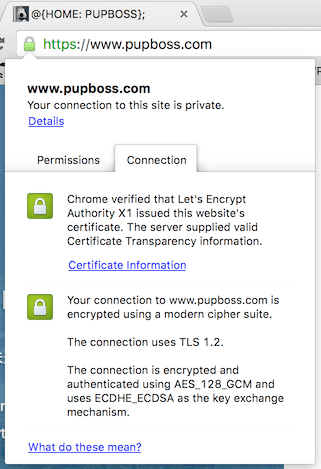 @{HOME: PUPBOSS};
https://www.pupboss.com
www.pupboss.com
Your connection to this site is private.
Details
Permissions
Connection
Chrome verified that Let's Encrypt
Authority X1 issued this website's
certificate. The server supplied valid
Certificate Transparency information.
Certificate Information
Your connection to www.pupboss.com is
encrypted using a modern cipher suite.
The connection uses TLS 1.2.
The connection is encrypted and
authenticated using AES_128_GCM and
uses ECDHE_ECDSA as the key exchange
mechanism.
What do these mean?